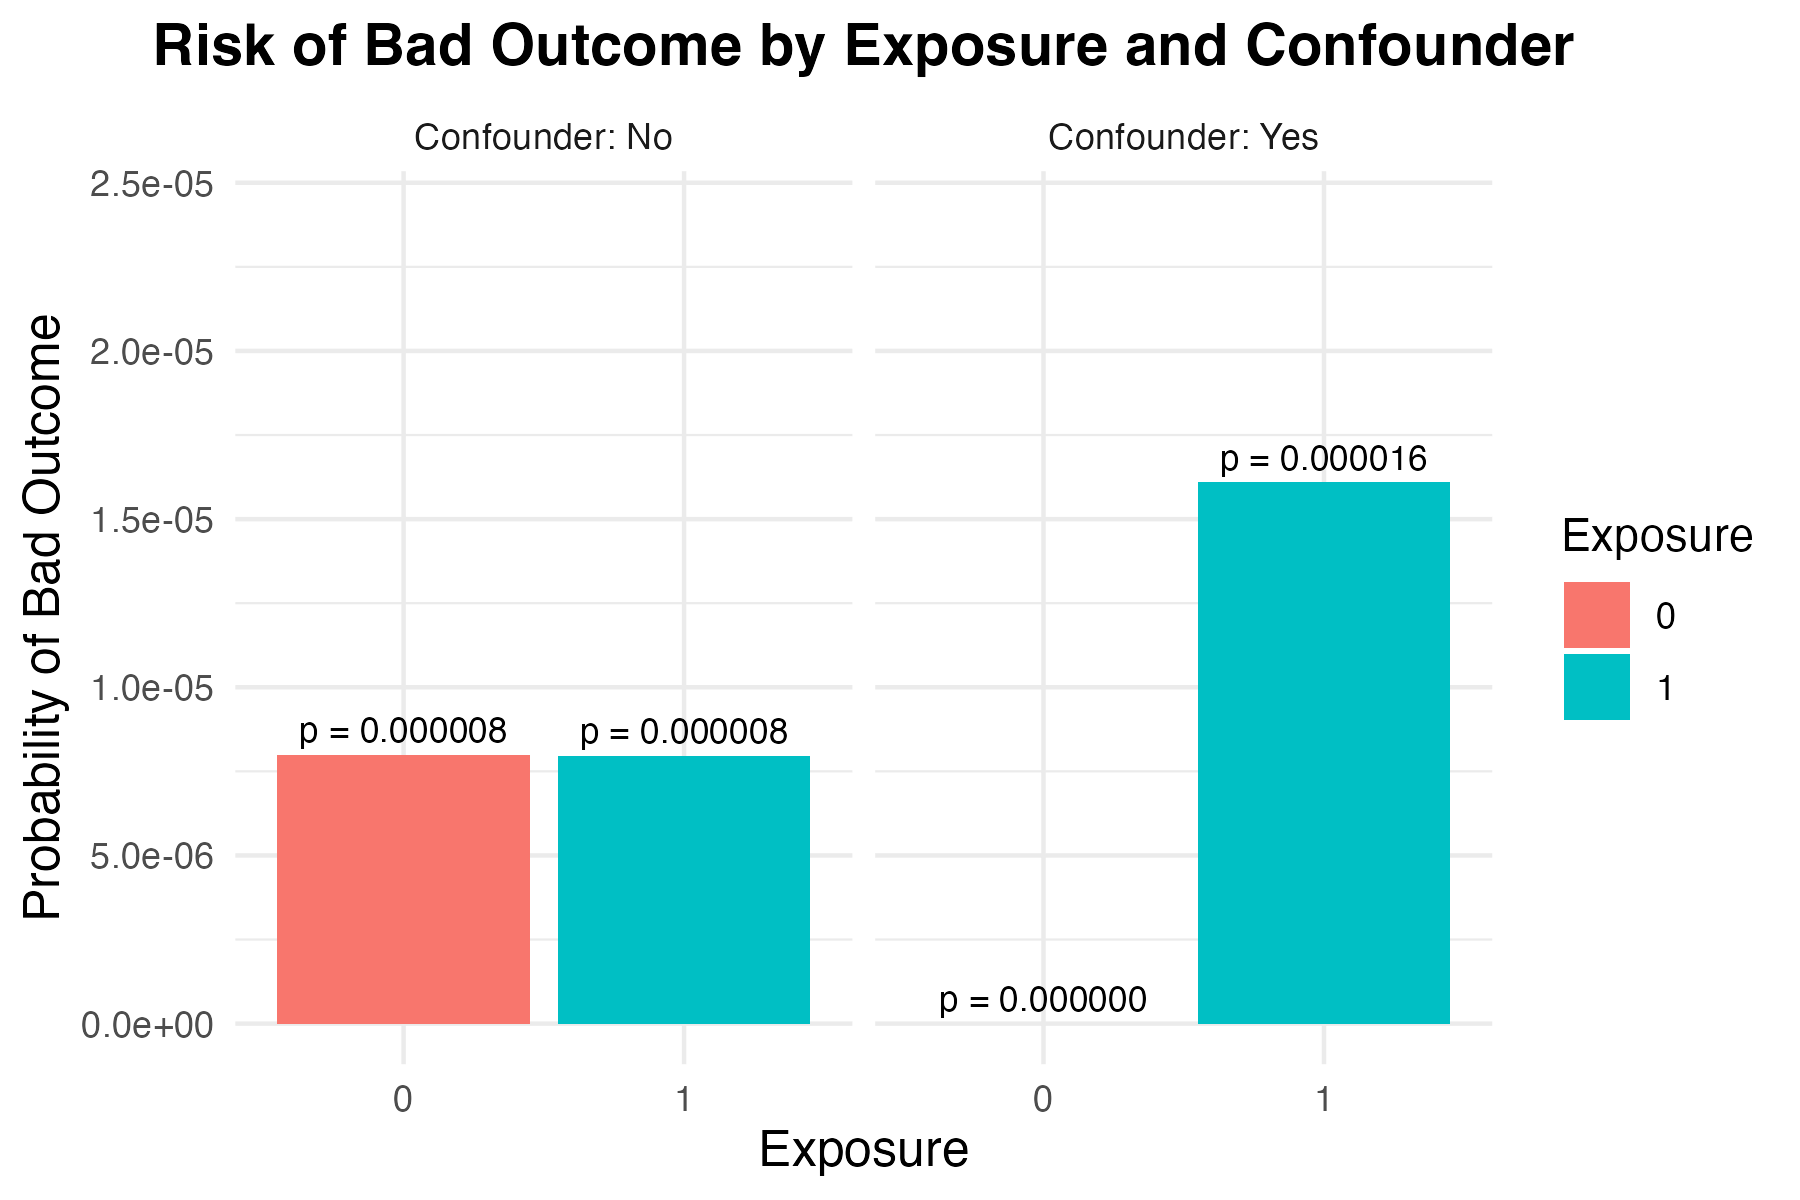 Risk of Bad Outcome by Exposure and Confounder
Confounder: No
Confounder: Yes
2.5e-05
2.0e-05
1.5e-05
1.0e-05
5.0e-06
0.0e+00
Probability of Bad Outcome
p = 0.000008
p = 0.000008
p = 0.000000
p = 0.000016
0
1
0
1
Exposure
Exposure
0
1